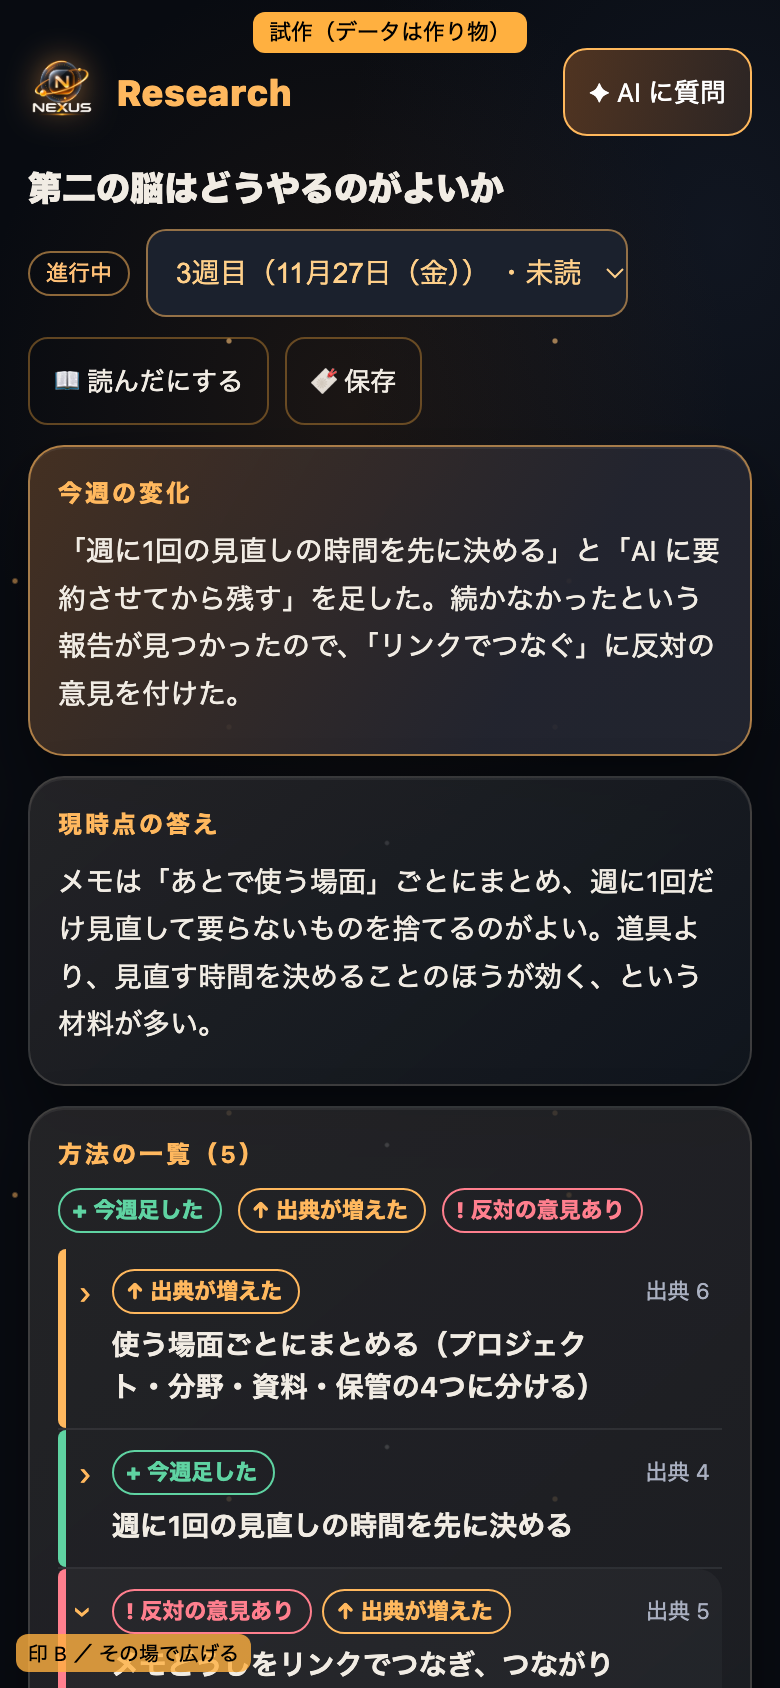 試作（データは作り物）
N
NEXUS
Research
✦ AI に質問
第二の脳はどうやるのがよいか
進行中
3週目（11月27日（金））　・未読
📖 読んだにする
🔖 保存
今週の変化
「週に1回の見直しの時間を先に決める」と「AI に要
約させてから残す」を足した。続かなかったという
報告が見つかったので、「リンクでつなぐ」に反対の
意見を付けた。
現時点の答え
メモは「あとで使う場面」ごとにまとめ、週に1回だ
け見直して要らないものを捨てるのがよい。道具よ
り、見直す時間を決めることのほうが効く、という
材料が多い。
方法の一覧（5）
+ 今週足した
↑ 出典が増えた
! 反対の意見あり
› ↑ 出典が増えた 出典 6
使う場面ごとにまとめる（プロジェク
ト・分野・資料・保管の4つに分ける）
› + 今週足した 出典 4
週に1回の見直しの時間を先に決める
! 反対の意見あり ↑ 出典が増えた 出典 5
をリンクでつなぎ、つながり
印 B ／ その場で広げる